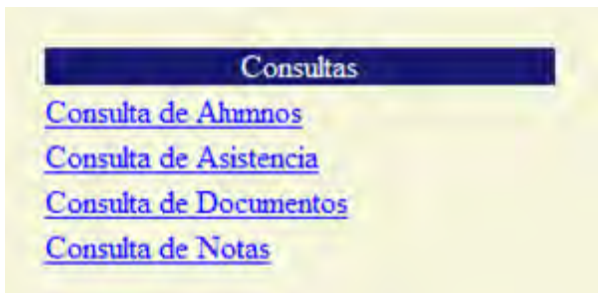 Consultas
Consulta de Alumnos
Consulta de Asistencia
Consulta de Documentos
Consulta de Notas